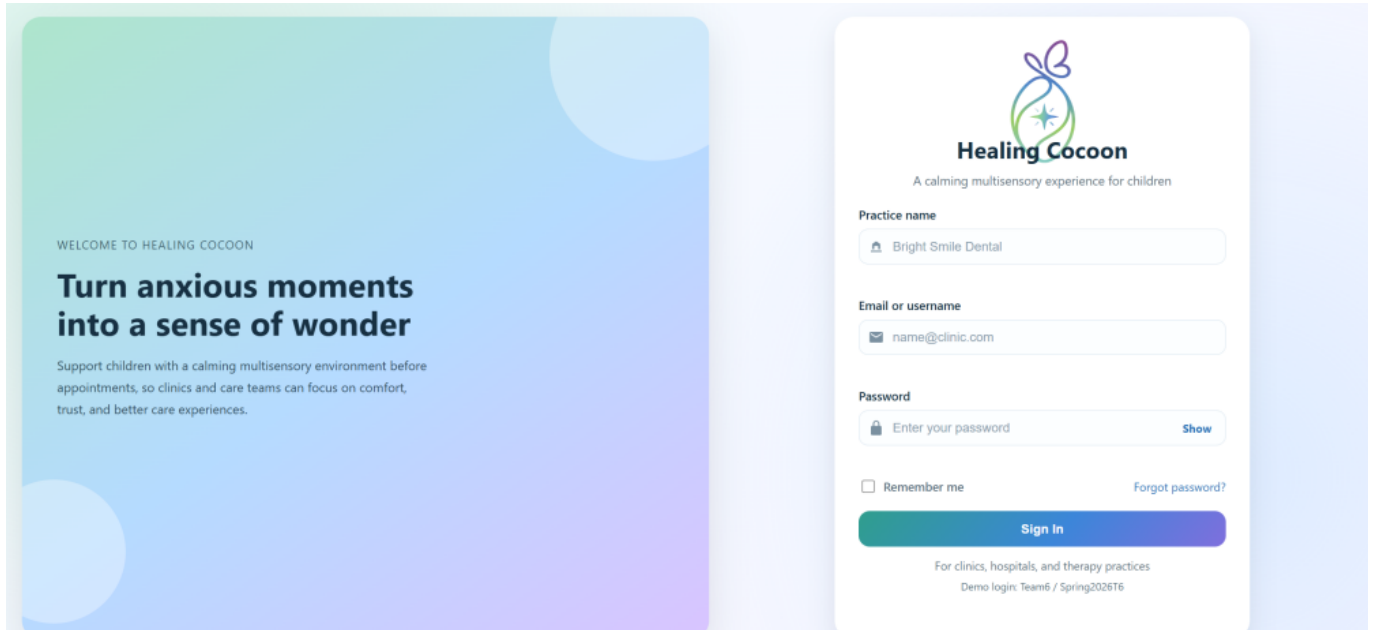 WELCOME TO HEALING COCOON
Turn anxious moments
into a sense of wonder
Support children with a calming multisensory environment before
appointments, so clinics and care teams can focus on comfort,
trust, and better care experiences.
Healing Cocoon
A calming multisensory experience for children
Practice name
Bright Smile Dental
Email or username
name@clinic.com
Password
Enter your password
Show
Remember me
Forgot password?
Sign In
For clinics, hospitals, and therapy practices
Demo login: Team6 / Spring2026T6